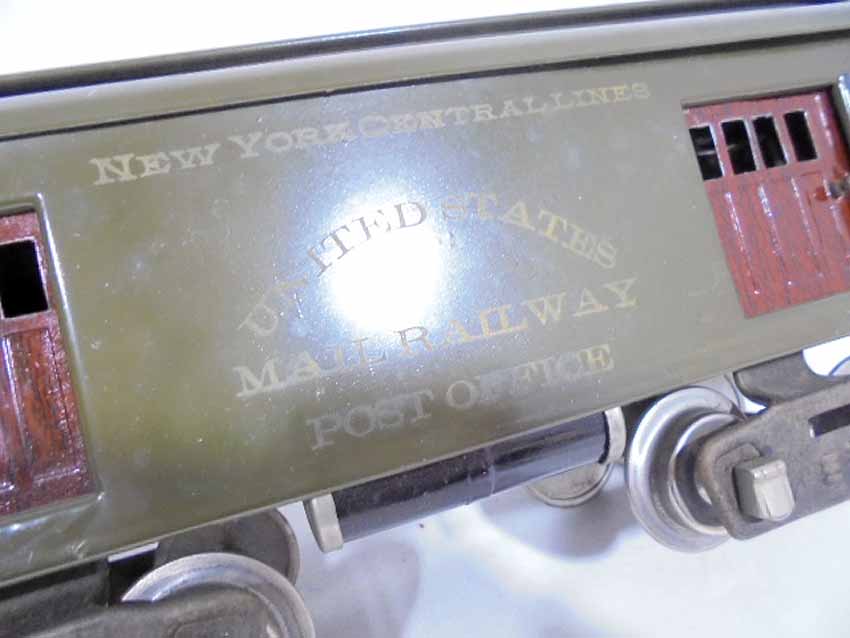 NEW YORK CENTRAL LINES
UNITED STATES
MAIL RAILWAY
POST OFFICE